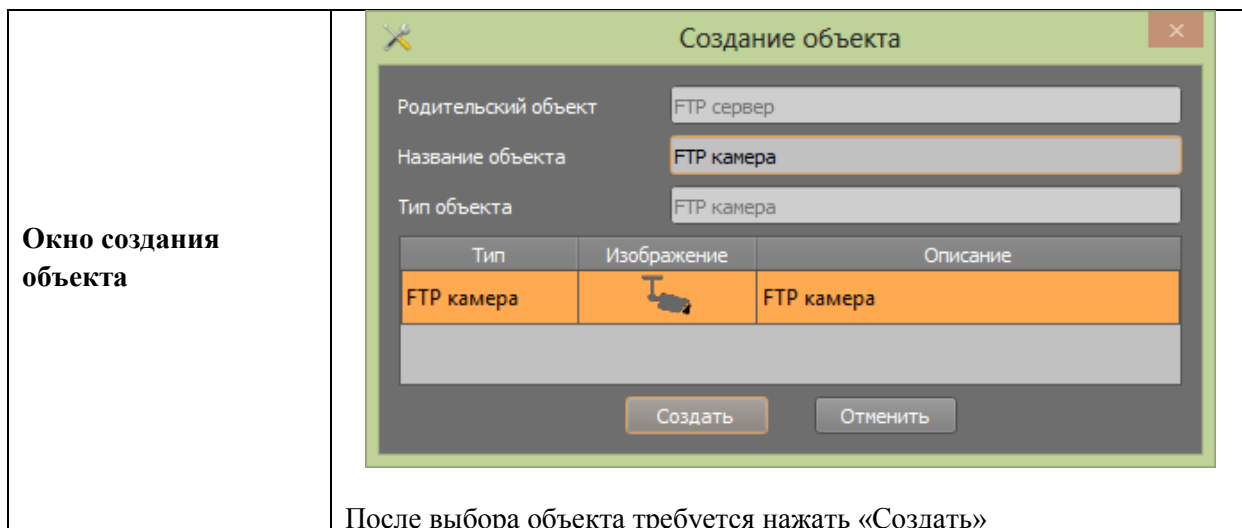 Окно создания
объекта
Создание объекта
Родительский объект FTP сервер
Название объекта FTP камера
Тип объекта FTP камера
Тип Изображение Описание
FTP камера FTP камера
Создать Отменить
После выбора объекта требуется нажать «Создать»